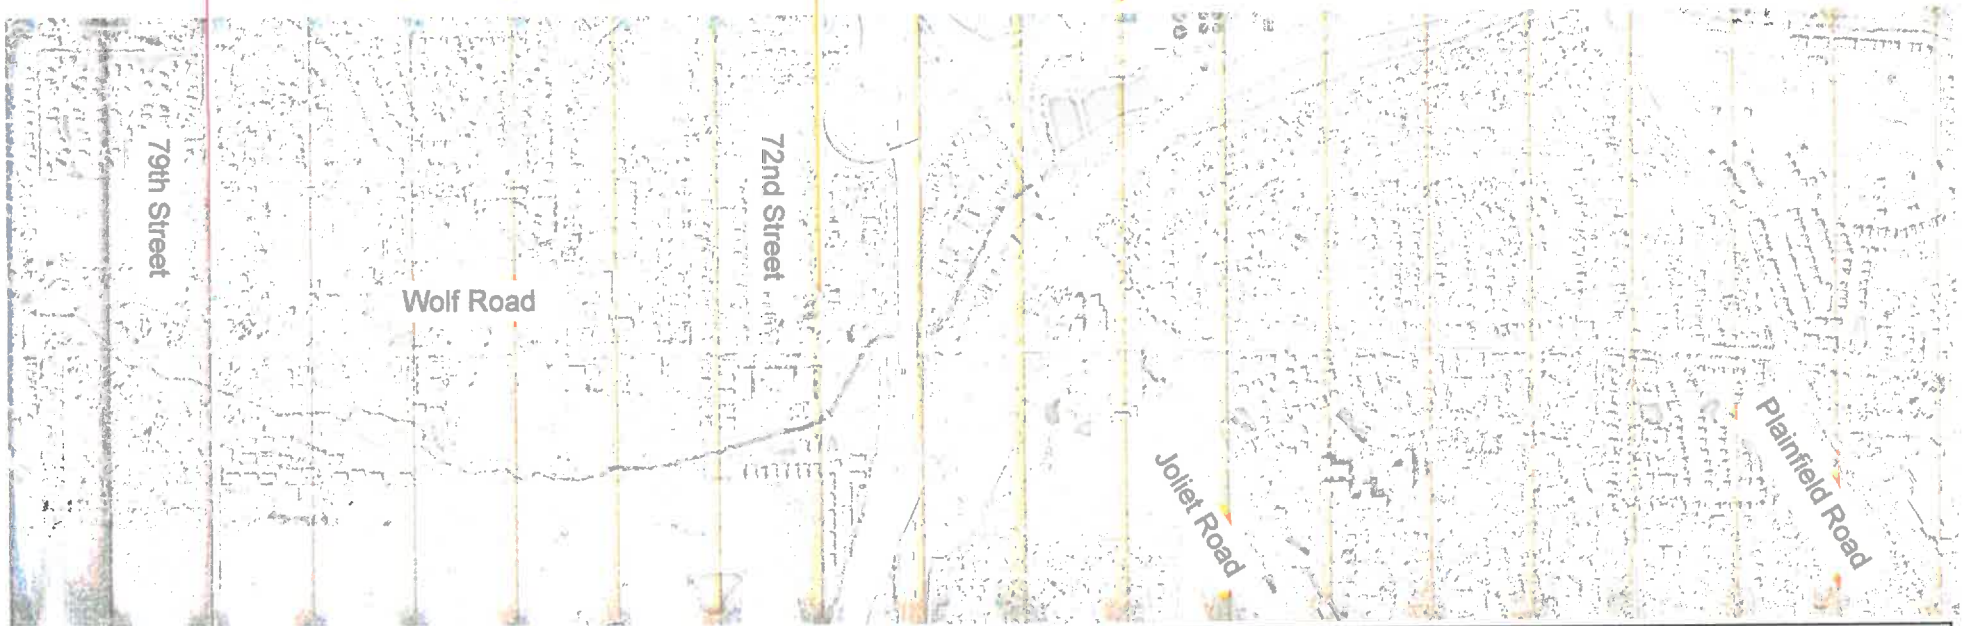 79th Street
Wolf Road
72nd Street
Joliet Road
Plainfield Road